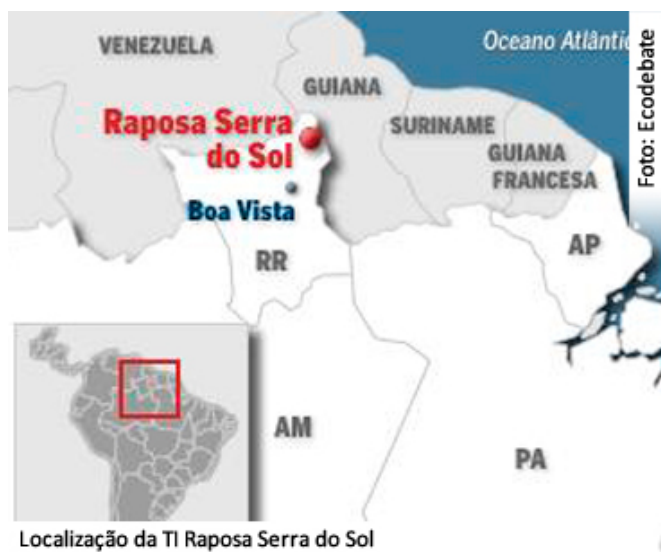 VENEZUELA
Oceano Atlântic
GUIANA
Raposa Serra
do Sol
SURINAME
GUIANA
FRANCESA
Boa Vista
RR
AP
AM
PA
Foto: Ecodebate
Localização da TI Raposa Serra do Sol